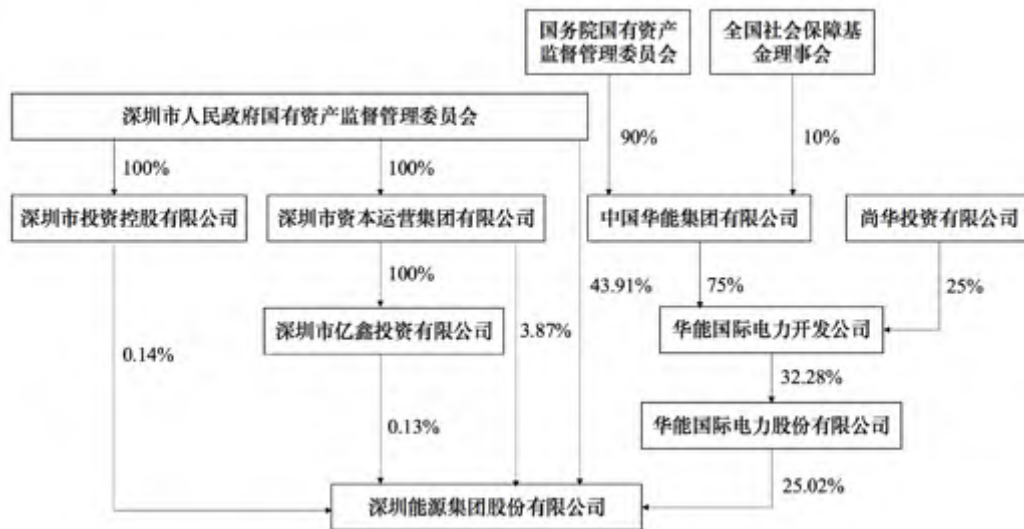 国务院国有资产
监督管理委员会
全国社会保障基
金理事会
深圳市人民政府国有资产监督管理委员会
90%
10%
100%
100%
深圳市投资控股有限公司
深圳市资本运营集团有限公司
中国华能集团有限公司
尚华投资有限公司
100%
43.91%
75%
25%
深圳市亿鑫投资有限公司
3.87%
华能国际电力开发公司
0.14%
32.28%
0.13%
华能国际电力股份有限公司
25.02%
深圳能源集团股份有限公司